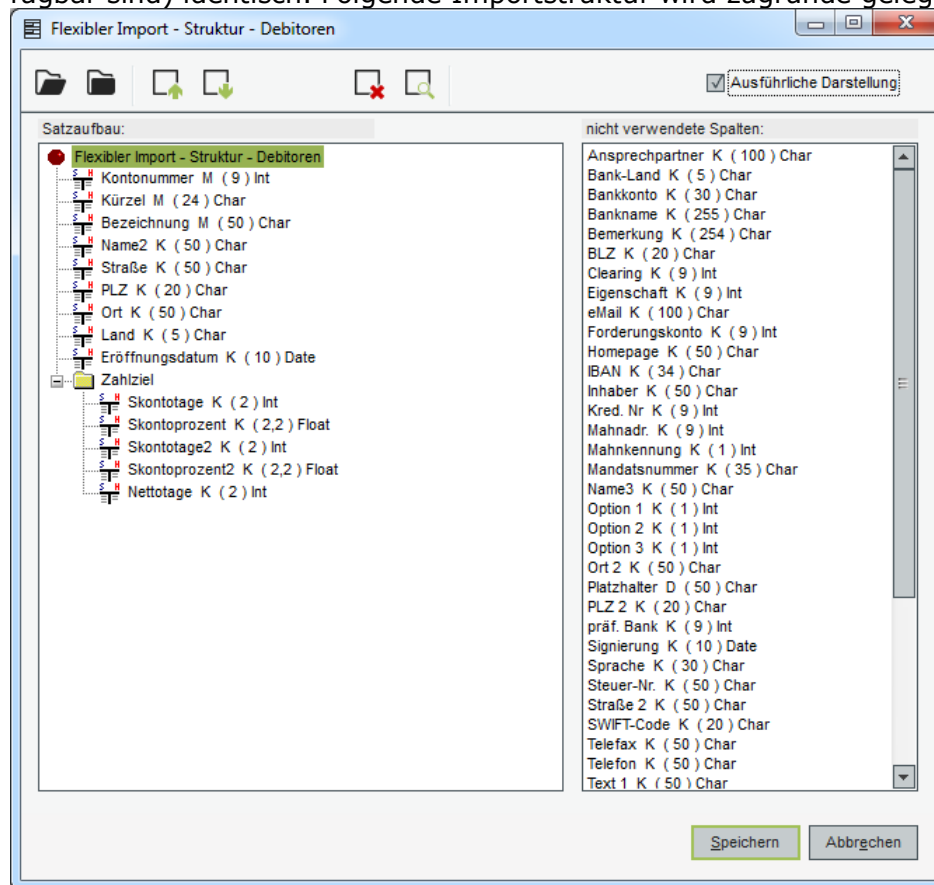 fügbar sind) identisch. Folgende Importstruktur wird zugrunde geleg
Flexibler Import - Struktur - Debitoren
Ausführliche Darstellung
Satzaufbau:
Flexibler Import - Struktur - Debitoren
Kontonummer M ( 9 ) Int
Kürzel M ( 24 ) Char
Bezeichnung M ( 50 ) Char
Name2 K ( 50 ) Char
Straße K ( 50 ) Char
PLZ K ( 20 ) Char
Ort K ( 50 ) Char
Land K ( 5 ) Char
Eröffnungsdatum K ( 10 ) Date
Zahlziel
Skontotage K ( 2 ) Int
Skontoprozent K ( 2,2 ) Float
Skontotage2 K ( 2 ) Int
Skontoprozent2 K ( 2,2 ) Float
Nettotage K ( 2 ) Int
nicht verwendete Spalten:
Ansprechpartner K ( 100 ) Char
Bank-Land K ( 5 ) Char
Bankkonto K ( 30 ) Char
Bankname K ( 255 ) Char
Bemerkung K ( 254 ) Char
BLZ K ( 20 ) Char
Clearing K ( 9 ) Int
Eigenschaft K ( 9 ) Int
eMail K ( 100 ) Char
Forderungskonto K ( 9 ) Int
Homepage K ( 50 ) Char
IBAN K ( 34 ) Char
Inhaber K ( 50 ) Char
Kred. Nr K ( 9 ) Int
Mahnadr. K ( 9 ) Int
Mahnkennung K ( 1 ) Int
Mandatsnummer K ( 35 ) Char
Name3 K ( 50 ) Char
Option 1 K ( 1 ) Int
Option 2 K ( 1 ) Int
Option 3 K ( 1 ) Int
Ort 2 K ( 50 ) Char
Platzhalter D ( 50 ) Char
PLZ 2 K ( 20 ) Char
präf. Bank K ( 9 ) Int
Signierung K ( 10 ) Date
Sprache K ( 30 ) Char
Steuer-Nr. K ( 50 ) Char
Straße 2 K ( 50 ) Char
SWIFT-Code K ( 20 ) Char
Telefax K ( 50 ) Char
Telefon K ( 50 ) Char
Text 1 K ( 50 ) Char
Speichern
Abbrechen